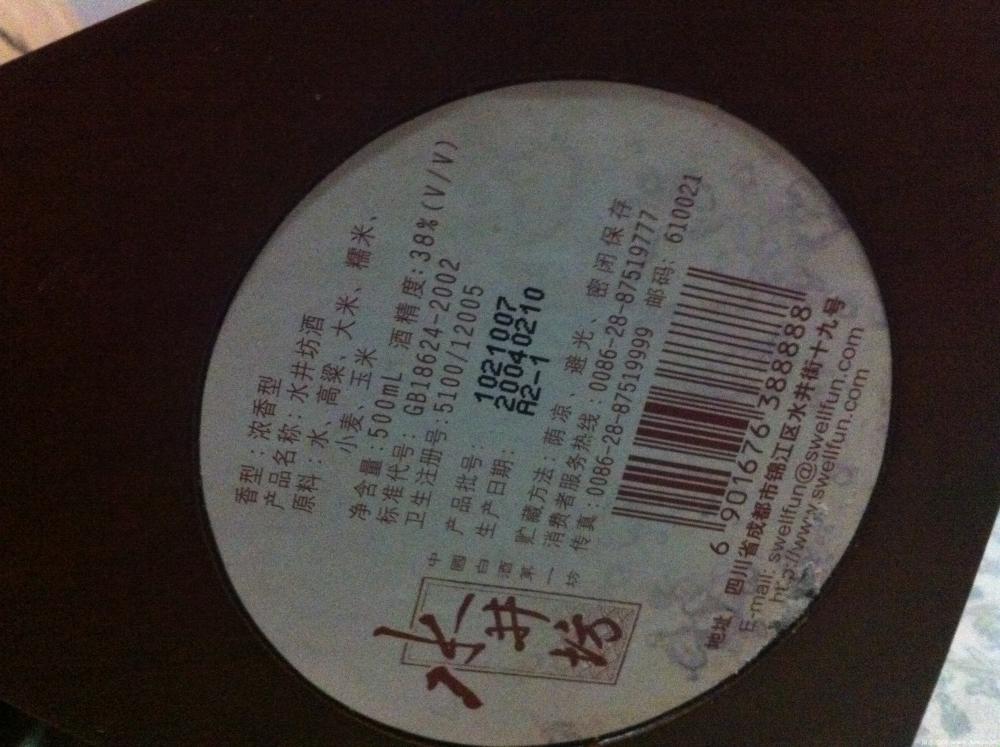 香型：浓香型
产品名称：水井坊酒
原料：水、高粱、大米、糯米、
小麦、玉米
净含量：500mL 酒精度：38%(V/V)
标准代号：GB18624-2002
卫生注册号：5100/12005
产品批号：1021007
生产日期：20040210
A2-1
贮藏方法：荫凉、避光、密闭保存
消费者服务热线：0086-28-87519777
传真：0086-28-87519999 邮码：610021
6 901676 388888
地址：四川省成都市锦江区水井街十九号
E-mail: swellfun@swellfun.com
http://www.swellfun.com
中國白酒第一坊
水井坊